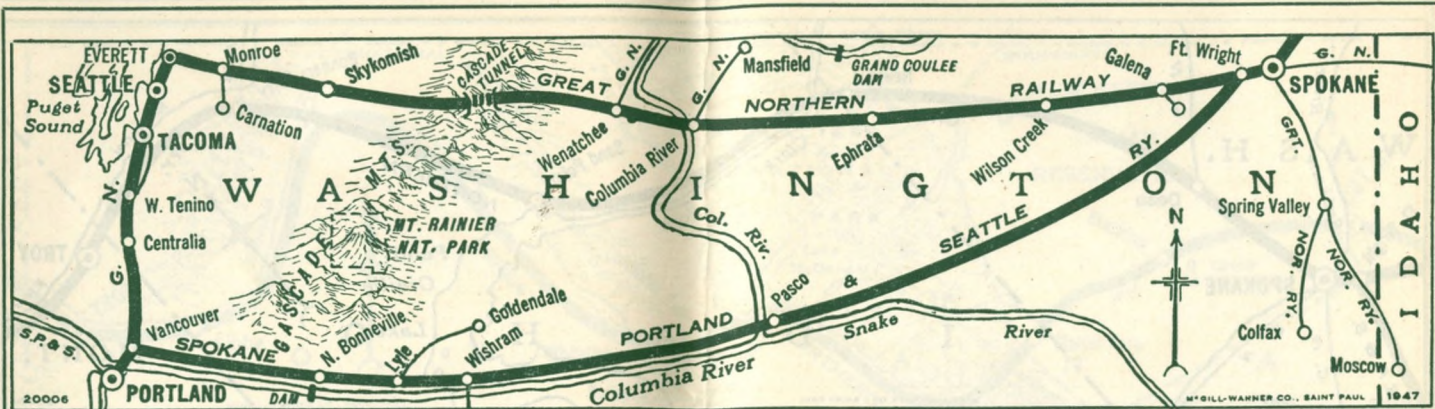 EVERETT
Monroe
Skykomish
CASCADE
TUNNEL
GREAT
G. N.
G. N.
Mansfield
GRAND COULEE
DAM
Galena
Ft. Wright
G. N.
SEATTLE
SPOKANE
Puget
Sound
Carnation
NORTHERN
RAILWAY
TACOMA
Wenatchee
Columbia River
Ephrata
Wilson Creek
RY.
GRT.
WASHINGTON
IDAHO
G. N.
W. Tenino
Centralia
CASCADE MTS.
MT. RAINIER
NAT. PARK
Col. Riv.
SEATTLE
N
Spring Valley
NOR. RY.
NOR. RY.
Vancouver
Goldendale
Pasco
&
S.P.& S.
SPOKANE
N. Bonneville
Lyle
Wishram
PORTLAND
Snake River
Colfax
Moscow
PORTLAND
DAM
Columbia River
20006
McGILL-WARNER CO., SAINT PAUL
1947